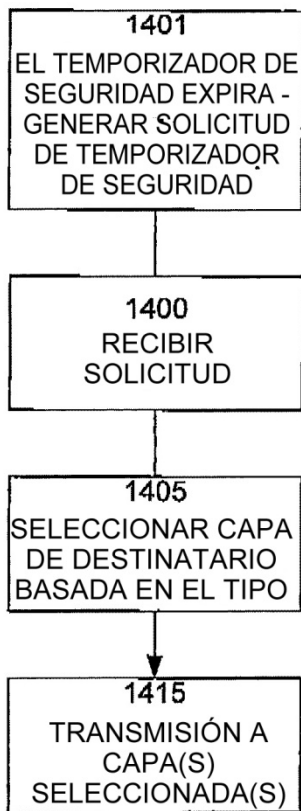 1401
EL TEMPORIZADOR DE
SEGURIDAD EXPIRA -
GENERAR SOLICITUD
DE TEMPORIZADOR
DE SEGURIDAD
1400
RECIBIR
SOLICITUD
1405
SELECCIONAR CAPA
DE DESTINATARIO
BASADA EN EL TIPO
1415
TRANSMISIÓN A
CAPA(S)
SELECCIONADA(S)